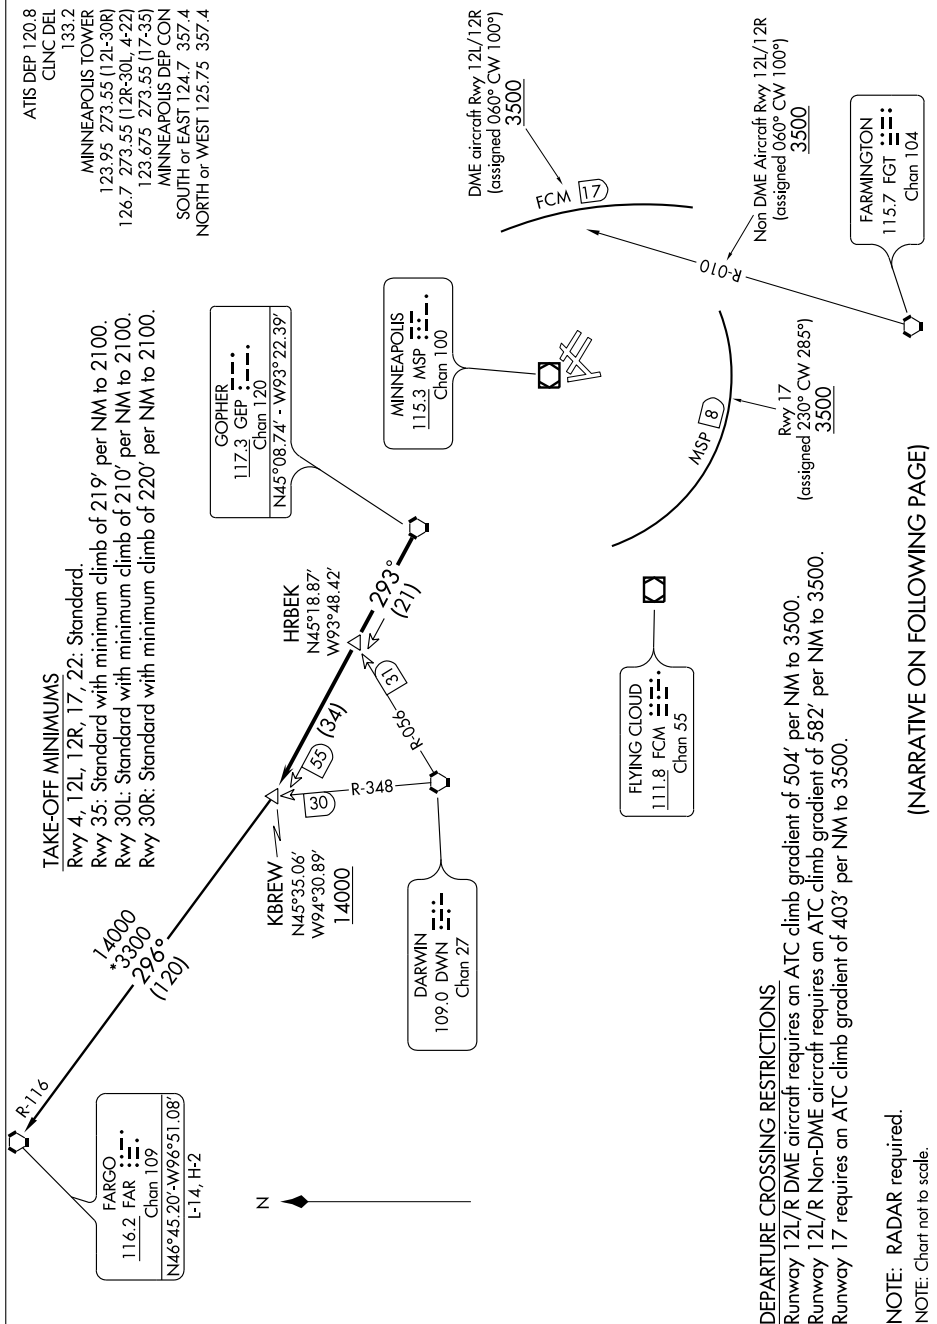 ATIS DEP 120.8
CLNC DEL
133.2
MINNEAPOLIS TOWER
123.95 273.55 (12L-30R)
126.7 273.55 (12R-30L, 4-22)
123.675 273.55 (17-35)
MINNEAPOLIS DEP CON
SOUTH or EAST 124.7 357.4
NORTH or WEST 125.75 357.4
TAKE-OFF MINIMUMS
Rwy 4, 12L, 12R, 17, 22: Standard.
Rwy 35: Standard with minimum climb of 219' per NM to 2100.
Rwy 30L: Standard with minimum climb of 210' per NM to 2100.
Rwy 30R: Standard with minimum climb of 220' per NM to 2100.
R-116
FARGO
116.2 FAR
Chan 109
N46°45.20'-W96°51.08'
L-14, H-2
14000
*3300
296°
(120)
N
KBREW
N45°35.06'
W94°30.89'
14000
55
30
(34)
R-348
R-056
31
HRBEK
N45°18.87'
W93°48.42'
293°
(21)
GOPHER
117.3 GEP
Chan 120
N45°08.74' - W93°22.39'
DARWIN
109.0 DWN
Chan 27
MINNEAPOLIS
115.3 MSP
Chan 100
DME aircraft Rwy 12L/12R
(assigned 060° CW 100°)
3500
FCM 17
R-010
Non DME Aircraft Rwy 12L/12R
(assigned 060° CW 100°)
3500
FARMINGTON
115.7 FGT
Chan 104
MSP 8
Rwy 17
(assigned 230° CW 285°)
3500
FLYING CLOUD
111.8 FCM
Chan 55
DEPARTURE CROSSING RESTRICTIONS
Runway 12L/R DME aircraft requires an ATC climb gradient of 504' per NM to 3500.
Runway 12L/R Non-DME aircraft requires an ATC climb gradient of 582' per NM to 3500.
Runway 17 requires an ATC climb gradient of 403' per NM to 3500.
(NARRATIVE ON FOLLOWING PAGE)
NOTE: RADAR required.
NOTE: Chart not to scale.